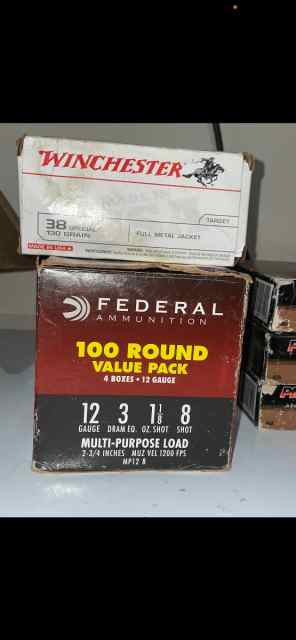 WINCHESTER
TARGET
38 SPECIAL
130 GRAIN
FULL METAL JACKET
MADE IN U.S.A.
FEDERAL
AMMUNITION
100 ROUND
VALUE PACK
4 BOXES • 12 GAUGE
12 3 1 1/8 8
GAUGE DRAM EQ. OZ. SHOT SHOT
MULTI-PURPOSE LOAD
2-3/4 INCHES MUZ VEL 1200 FPS
MP12 8